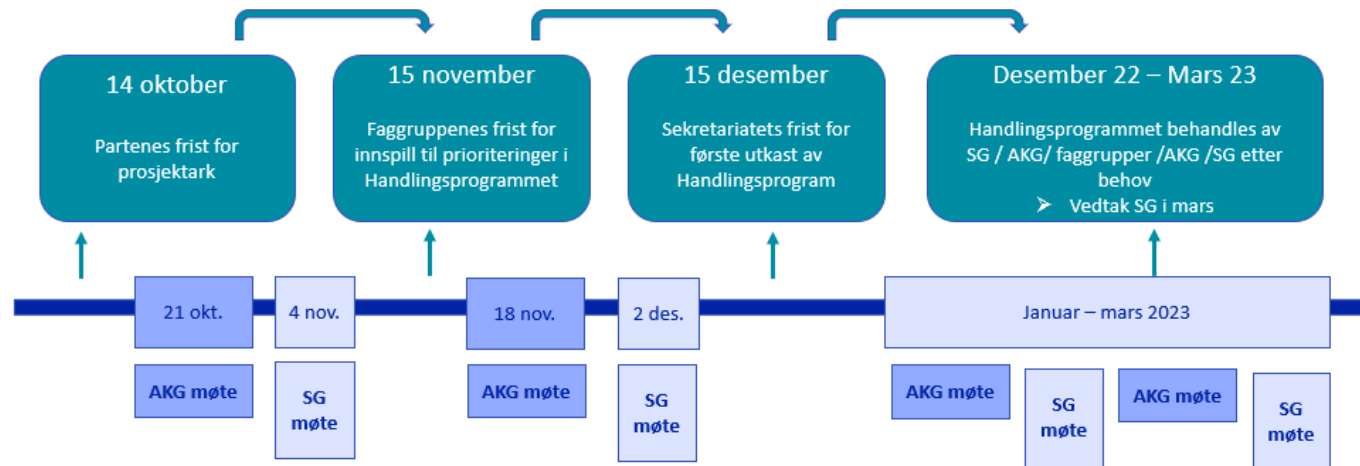 14 oktober
Partenes frist for
prosjektark
15 november
Faggruppenes frist for
innspill til prioriteringer i
Handlingsprogrammet
15 desember
Sekretariatets frist for
første utkast av
Handlingsprogram
Desember 22 – Mars 23
Handlingsprogrammet behandles av
SG / AKG/ faggrupper /AKG /SG etter
behov
➢ Vedtak SG i mars
21 okt.
4 nov.
18 nov.
2 des.
Januar – mars 2023
AKG møte
SG
møte
AKG møte
SG
møte
AKG møte
SG
møte
AKG møte
SG
møte